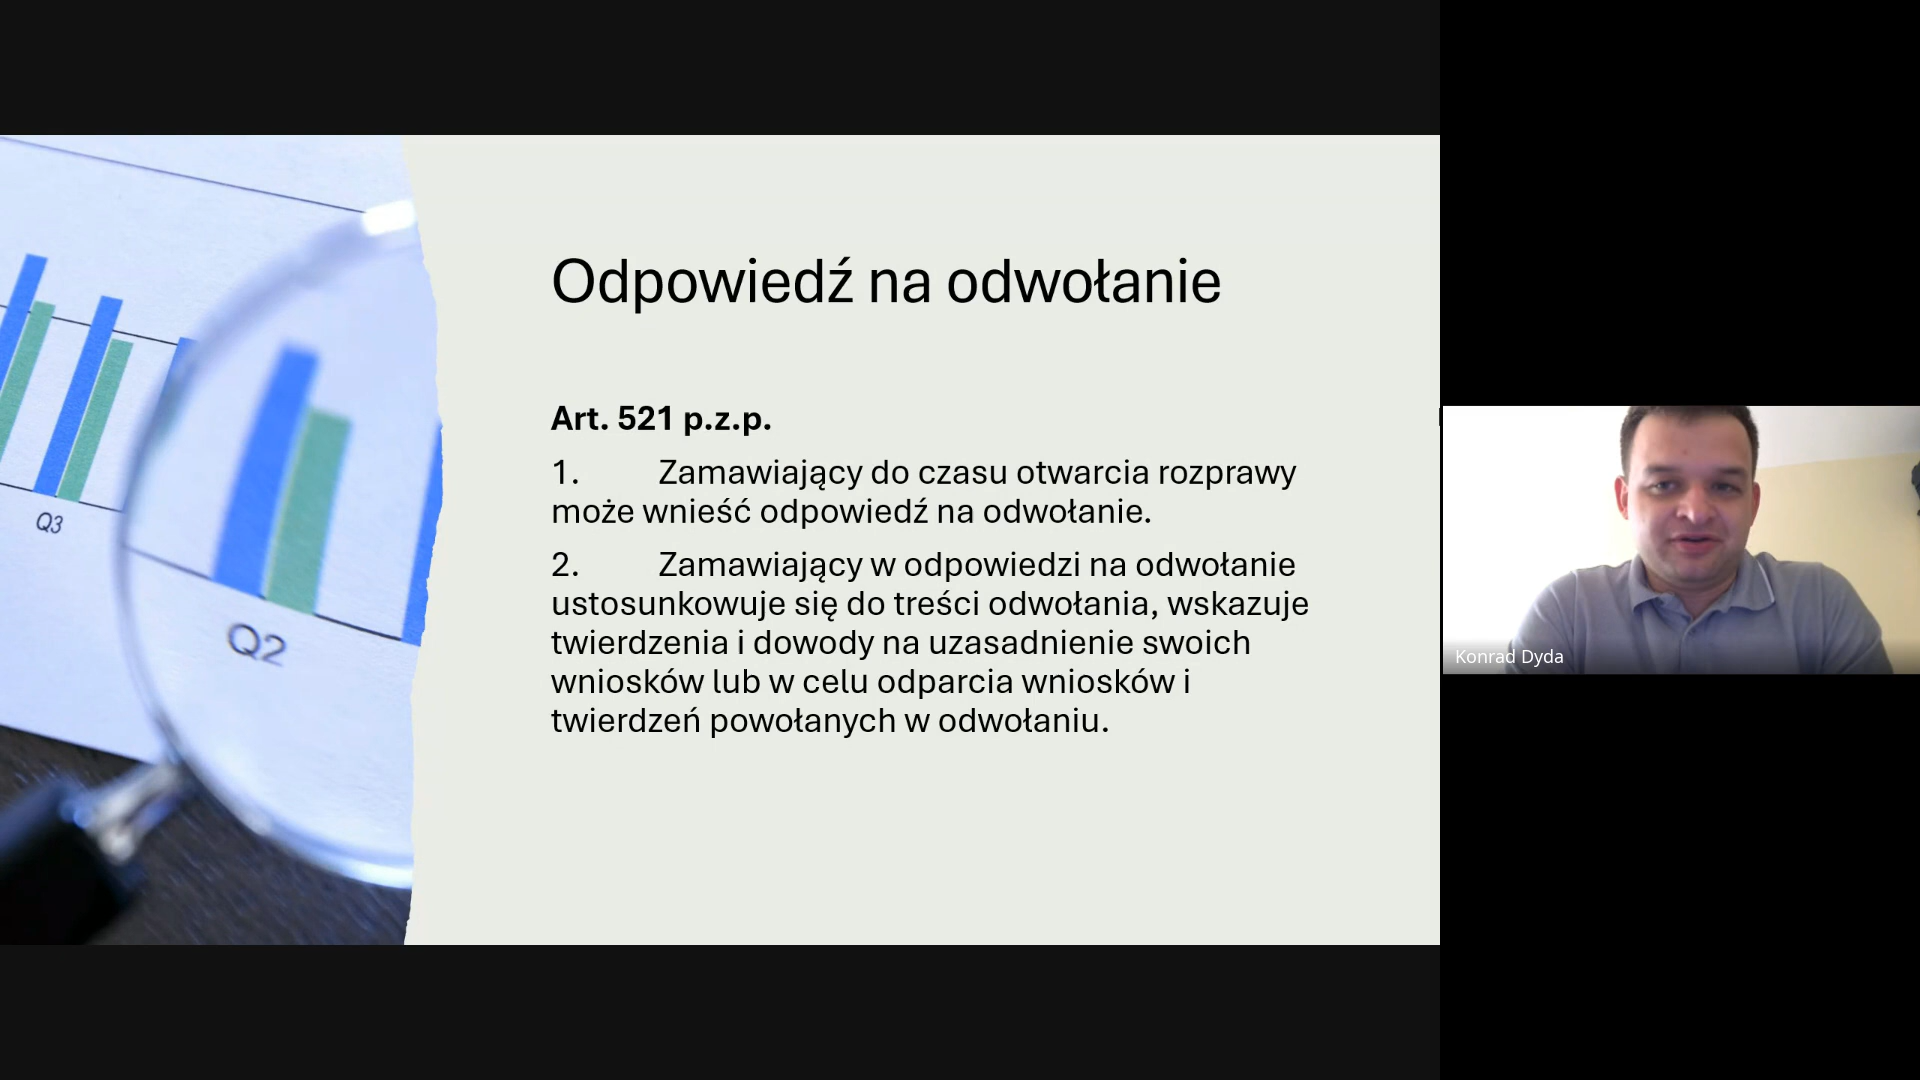 Odpowiedź na odwołanie
Art. 521 p.z.p.
1. Zamawiający do czasu otwarcia rozprawy
może wnieść odpowiedź na odwołanie.
2. Zamawiający w odpowiedzi na odwołanie
ustosunkowuje się do treści odwołania, wskazuje
twierdzenia i dowody na uzasadnienie swoich
wniosków lub w celu odparcia wniosków i
twierdzeń powołanych w odwołaniu.
Q3
Q2
Konrad Dyda